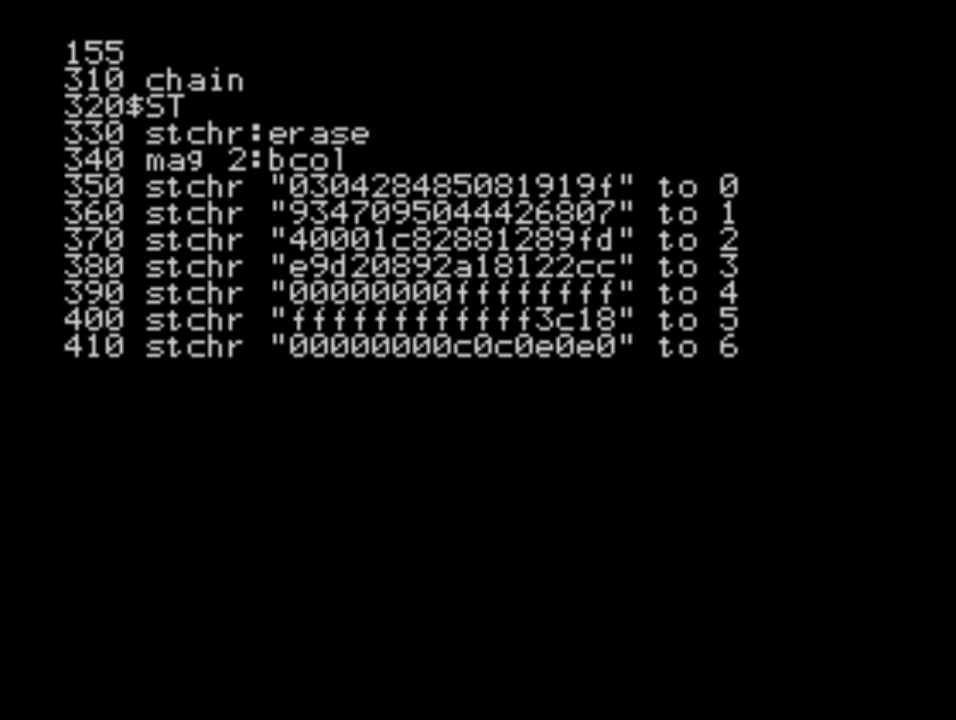 155
310 chain
320$ST
330 stchr:erase
340 mag 2:bcol
350 stchr "030428485081919f" to 0
360 stchr "9347095044426807" to 1
370 stchr "40001c82881289fd" to 2
380 stchr "e9d20892a18122cc" to 3
390 stchr "00000000ffffffff" to 4
400 stchr "ffffffffffff3c18" to 5
410 stchr "00000000c0c0e0e0" to 6